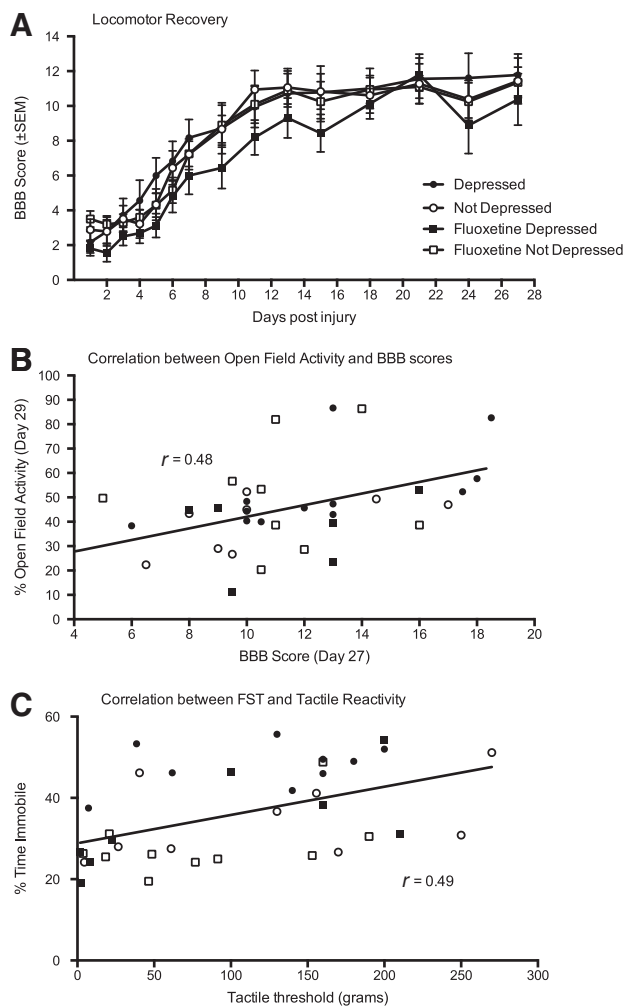 A
Locomotor Recovery
14
12
10
8
6
4
2
0
BBB Score (±SEM)
2 4 6 8 10 12 14 16 18 20 22 24 26 28
Days post injury
Depressed
Not Depressed
Fluoxetine Depressed
Fluoxetine Not Depressed
B
Correlation between Open Field Activity and BBB scores
100
90
80
70
60
50
40
30
20
10
0
% Open Field Activity (Day 29)
r = 0.48
4 6 8 10 12 14 16 18 20
BBB Score (Day 27)
C
Correlation between FST and Tactile Reactivity
60
40
20
0
% Time Immobile
r = 0.49
0 50 100 150 200 250 300
Tactile threshold (grams)